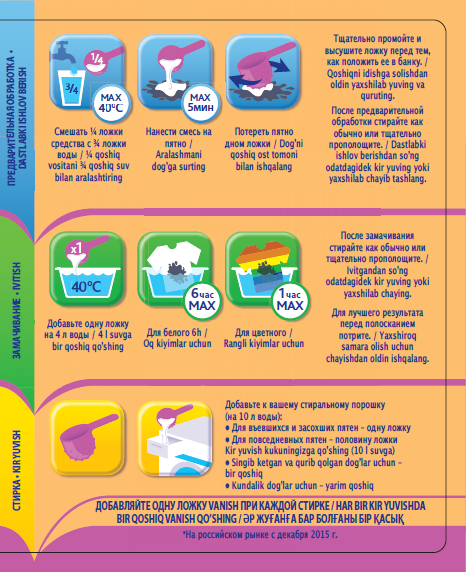 ПРЕДВАРИТЕЛЬНАЯ ОБРАБОТКА •
DASTLABKI ISHLOV BERISH
3/4
1/4
MAX
40°C
MAX
5мин
Смешать ¼ ложки
средства с ¾ ложки
воды / ¼ qoshiq
vositani ¾ qoshiq suv
bilan aralashtiring
Нанести смесь на
пятно /
Aralashmani
dog'ga surting
Потереть пятно
дном ложки / Dog'ni
qoshiq ost tomoni
bilan ishqalang
Тщательно промойте и
высушите ложку перед тем,
как положить ее в банку. /
Qoshiqni idishga solishdan
oldin yaxshilab yuving va
quriting.
После предварительной
обработки стирайте как
обычно или тщательно
прополощите. / Dastlabki
ishlov berishdan so'ng
odatdagidek kir yuving yoki
yaxshilab chayib tashlang.
ЗАМАЧИВАНИЕ • IVITISH
x1
40°C
6 час
MAX
1 час
MAX
Добавьте одну ложку
на 4 л воды / 4 l suvga
bir qoshiq qo'shing
Для белого 6h /
Oq kiyimlar uchun
Для цветного /
Rangli kiyimlar uchun
После замачивания
стирайте как обычно или
тщательно прополощите. /
Ivitgandan so'ng
odatdagidek kir yuving yoki
yaxshilab chaying.
Для лучшего результата
перед полосканием
потрите. / Yaxshiroq
samara olish uchun
chayishdan oldin ishqalang.
СТИРКА • KIR YUVISH
Добавьте к вашему стиральному порошку
(на 10 л воды):
• Для въевшихся и засохших пятен – одну ложку
• Для повседневных пятен – половину ложки
Kir yuvish kukuningizga qo'shing (10 l suvga)
• Singib ketgan va qurib qolgan dog'lar uchun –
bir qoshiq
• Kundalik dog'lar uchun – yarim qoshiq
ДОБАВЛЯЙТЕ ОДНУ ЛОЖКУ VANISH ПРИ КАЖДОЙ СТИРКЕ / HAR BIR KIR YUVISHDA
BIR QOSHIQ VANISH QO'SHING / ӘР ЖУҒАНҒА БАР БОЛҒАНЫ БІР ҚАСЫҚ
*На российском рынке с декабря 2015 г.